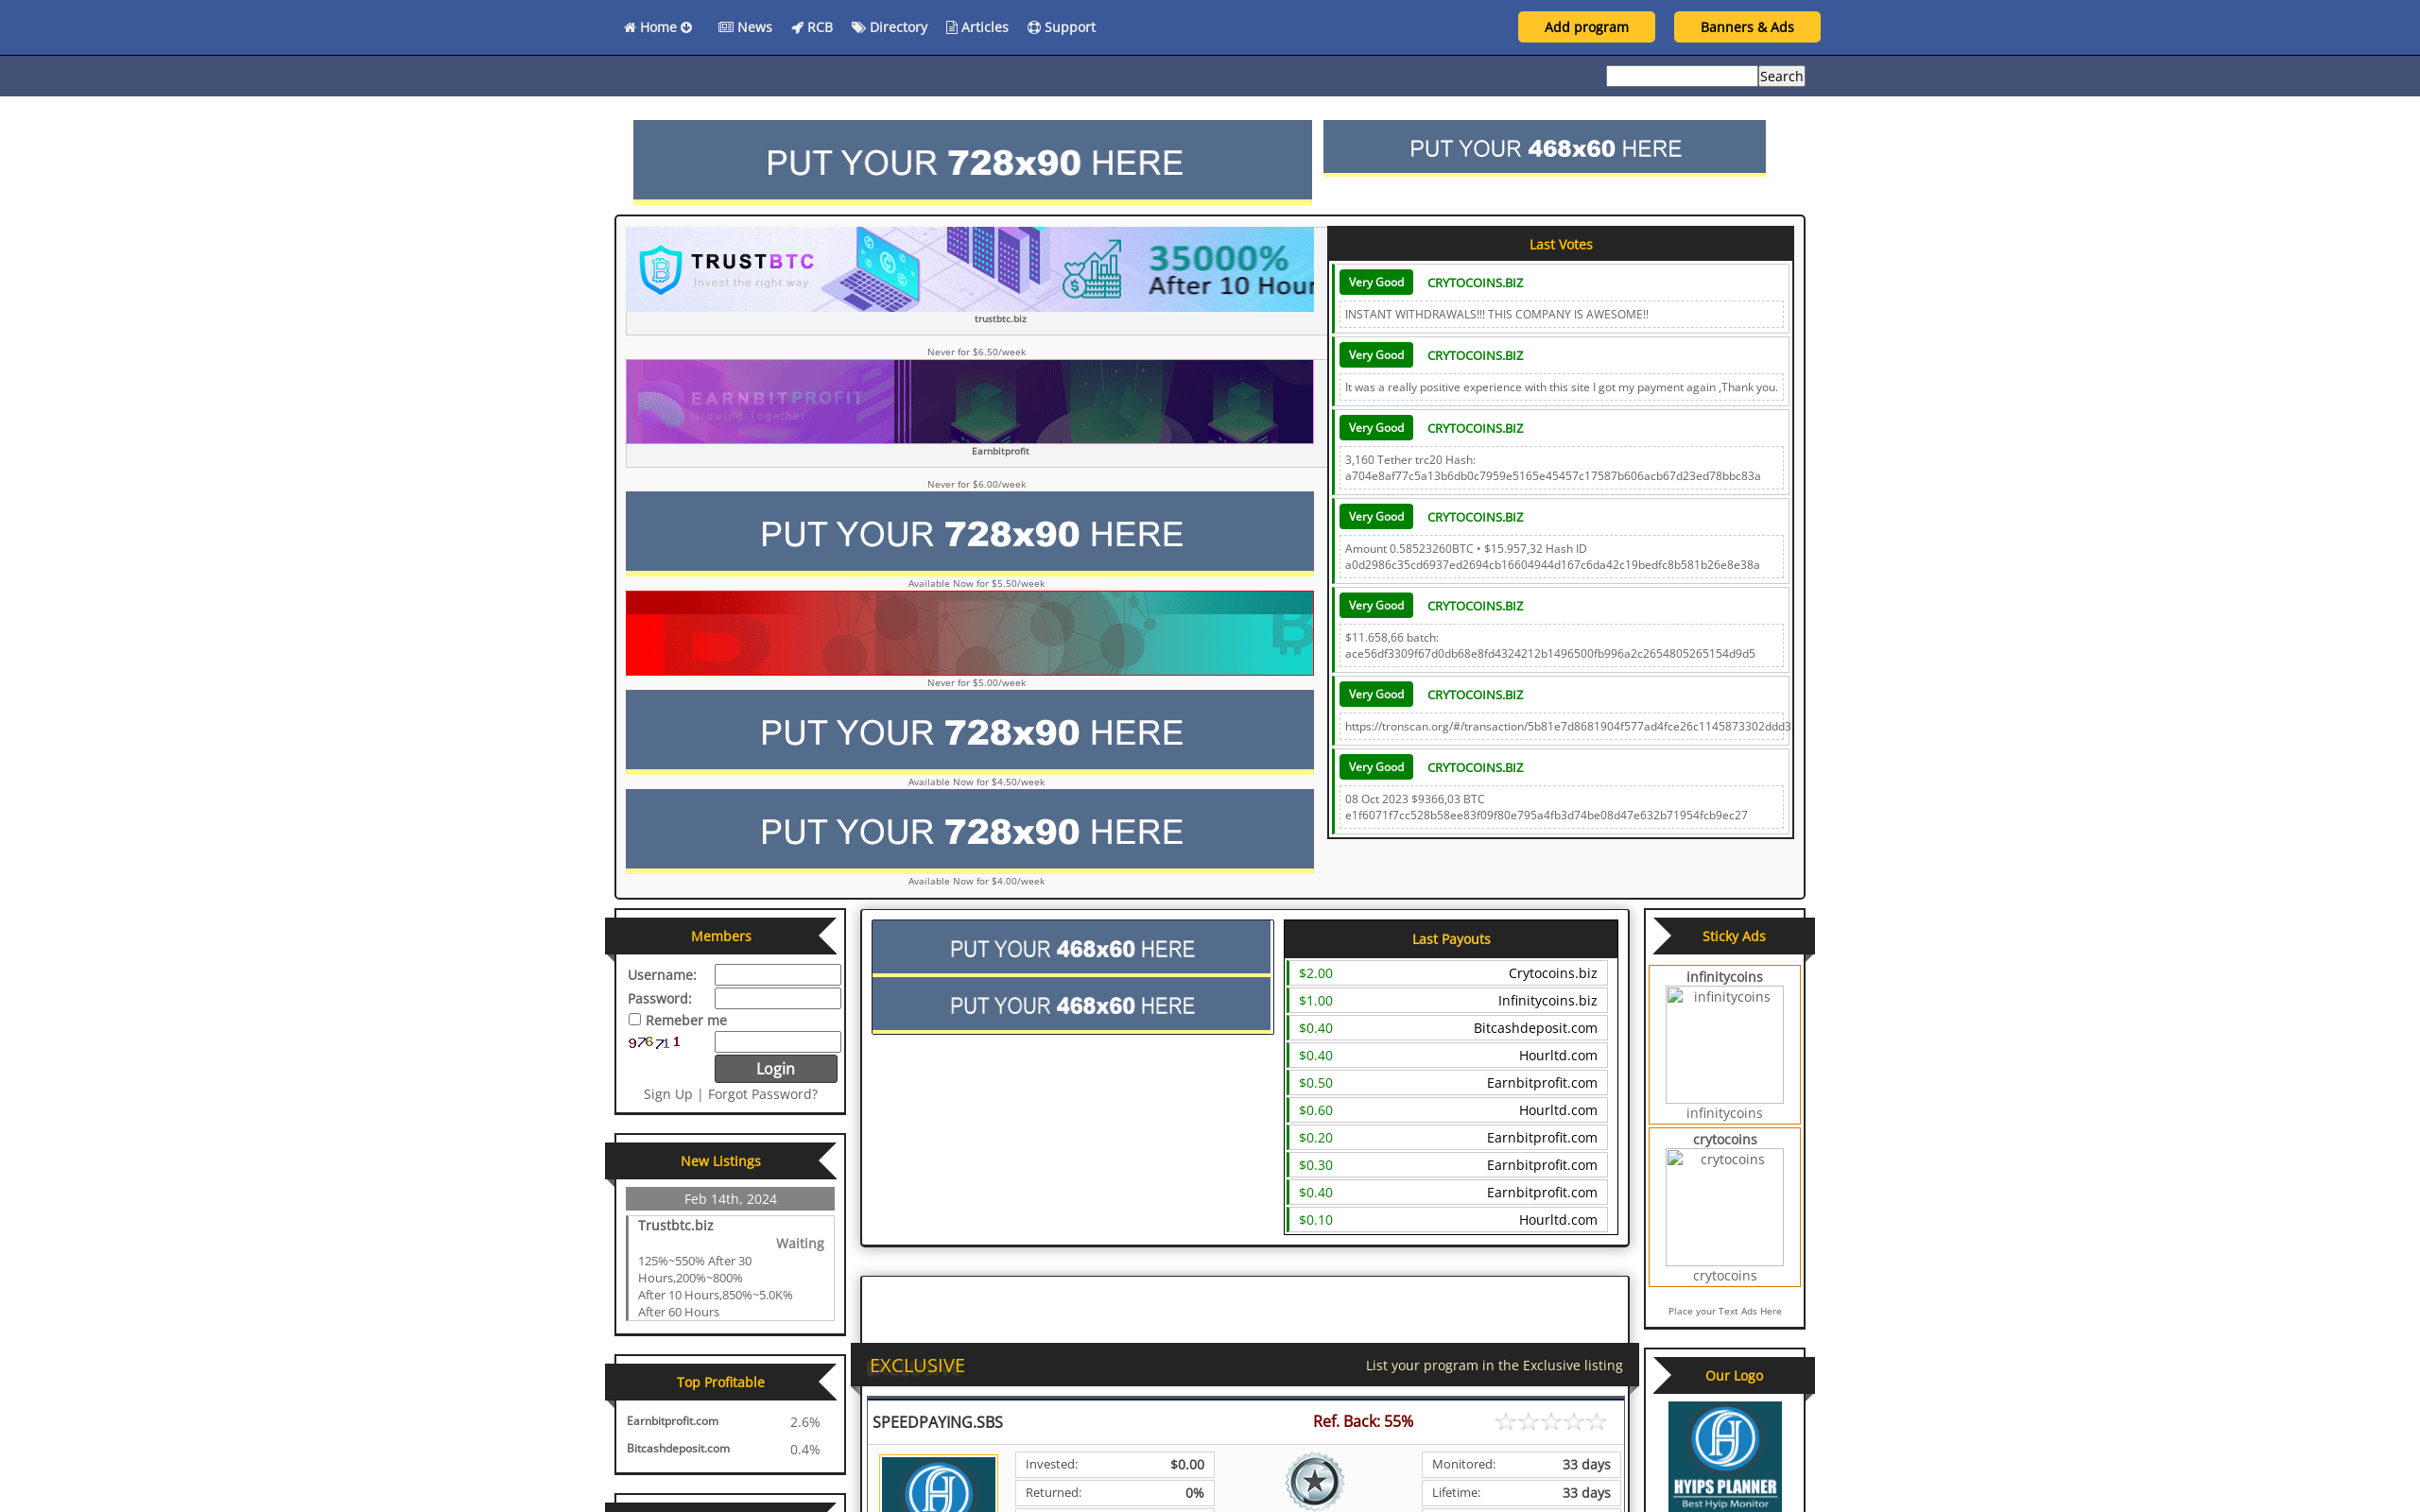 Home News RCB Directory Articles Support
Add program Banners & Ads
Search
PUT YOUR 728x90 HERE
PUT YOUR 468x60 HERE
TRUSTBTC
Invest the right way
35000%
After 10 Hour
trustbtc.biz
Never for $6.50/week
EARNBITPROFIT
Growing Together
Earnbitprofit
Never for $6.00/week
PUT YOUR 728x90 HERE
Available Now for $5.50/week
Never for $5.00/week
PUT YOUR 728x90 HERE
Available Now for $4.50/week
PUT YOUR 728x90 HERE
Available Now for $4.00/week
Last Votes
Very Good CRYTOCOINS.BIZ
INSTANT WITHDRAWALS!!! THIS COMPANY IS AWESOME!!
Very Good CRYTOCOINS.BIZ
It was a really positive experience with this site I got my payment again ,Thank you.
Very Good CRYTOCOINS.BIZ
3,160 Tether trc20 Hash:
a704e8af77c5a13b6db0c7959e5165e45457c17587b606acb67d23ed78bbc83a
Very Good CRYTOCOINS.BIZ
Amount 0.58523260BTC • $15.957,32 Hash ID
a0d2986c35cd6937ed2694cb16604944d167c6da42c19bedfc8b581b26e8e38a
Very Good CRYTOCOINS.BIZ
$11.658,66 batch:
ace56df3309f67d0db68e8fd4324212b1496500fb996a2c2654805265154d9d5
Very Good CRYTOCOINS.BIZ
https://tronscan.org/#/transaction/5b81e7d8681904f577ad4fce26c1145873302ddd3
Very Good CRYTOCOINS.BIZ
08 Oct 2023 $9366,03 BTC
e1f6071f7cc528b58ee83f09f80e795a4fb3d74be08d47e632b71954fcb9ec27
Members
Username:
Password:
Remeber me
976711
Login
Sign Up | Forgot Password?
New Listings
Feb 14th, 2024
Trustbtc.biz
Waiting
125%~550% After 30
Hours,200%~800%
After 10 Hours,850%~5.0K%
After 60 Hours
Top Profitable
Earnbitprofit.com 2.6%
Bitcashdeposit.com 0.4%
PUT YOUR 468x60 HERE
PUT YOUR 468x60 HERE
Last Payouts
$2.00 Crytocoins.biz
$1.00 Infinitycoins.biz
$0.40 Bitcashdeposit.com
$0.40 Hourltd.com
$0.50 Earnbitprofit.com
$0.60 Hourltd.com
$0.20 Earnbitprofit.com
$0.30 Earnbitprofit.com
$0.40 Earnbitprofit.com
$0.10 Hourltd.com
EXCLUSIVE List your program in the Exclusive listing
SPEEDPAYING.SBS Ref. Back: 55%
Invested: $0.00
Returned: 0%
Monitored: 33 days
Lifetime: 33 days
Sticky Ads
infinitycoins
infinitycoins
infinitycoins
crytocoins
crytocoins
crytocoins
Place your Text Ads Here
Our Logo
HYIPS PLANNER
Best Hyip Monitor